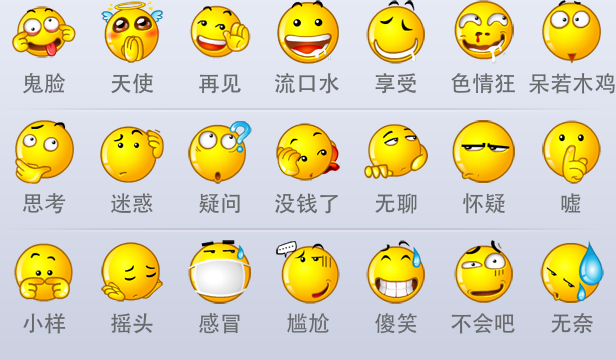 鬼脸 天使 再见 流口水 享受 色情狂 呆若木鸡
思考 迷惑 疑问 没钱了 无聊 怀疑 嘘
小样 摇头 感冒 尴尬 傻笑 不会吧 无奈